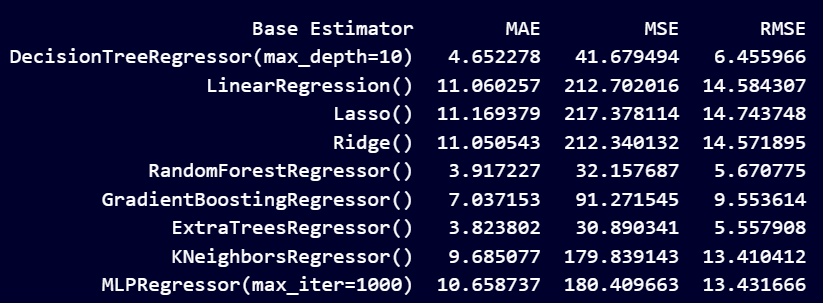 Base Estimator MAE MSE RMSE
DecisionTreeRegressor(max_depth=10) 4.652278 41.679494 6.455966
LinearRegression() 11.060257 212.702016 14.584307
Lasso() 11.169379 217.378114 14.743748
Ridge() 11.050543 212.340132 14.571895
RandomForestRegressor() 3.917227 32.157687 5.670775
GradientBoostingRegressor() 7.037153 91.271545 9.553614
ExtraTreesRegressor() 3.823802 30.890341 5.557908
KNeighborsRegressor() 9.685077 179.839143 13.410412
MLPRegressor(max_iter=1000) 10.658737 180.409663 13.431666